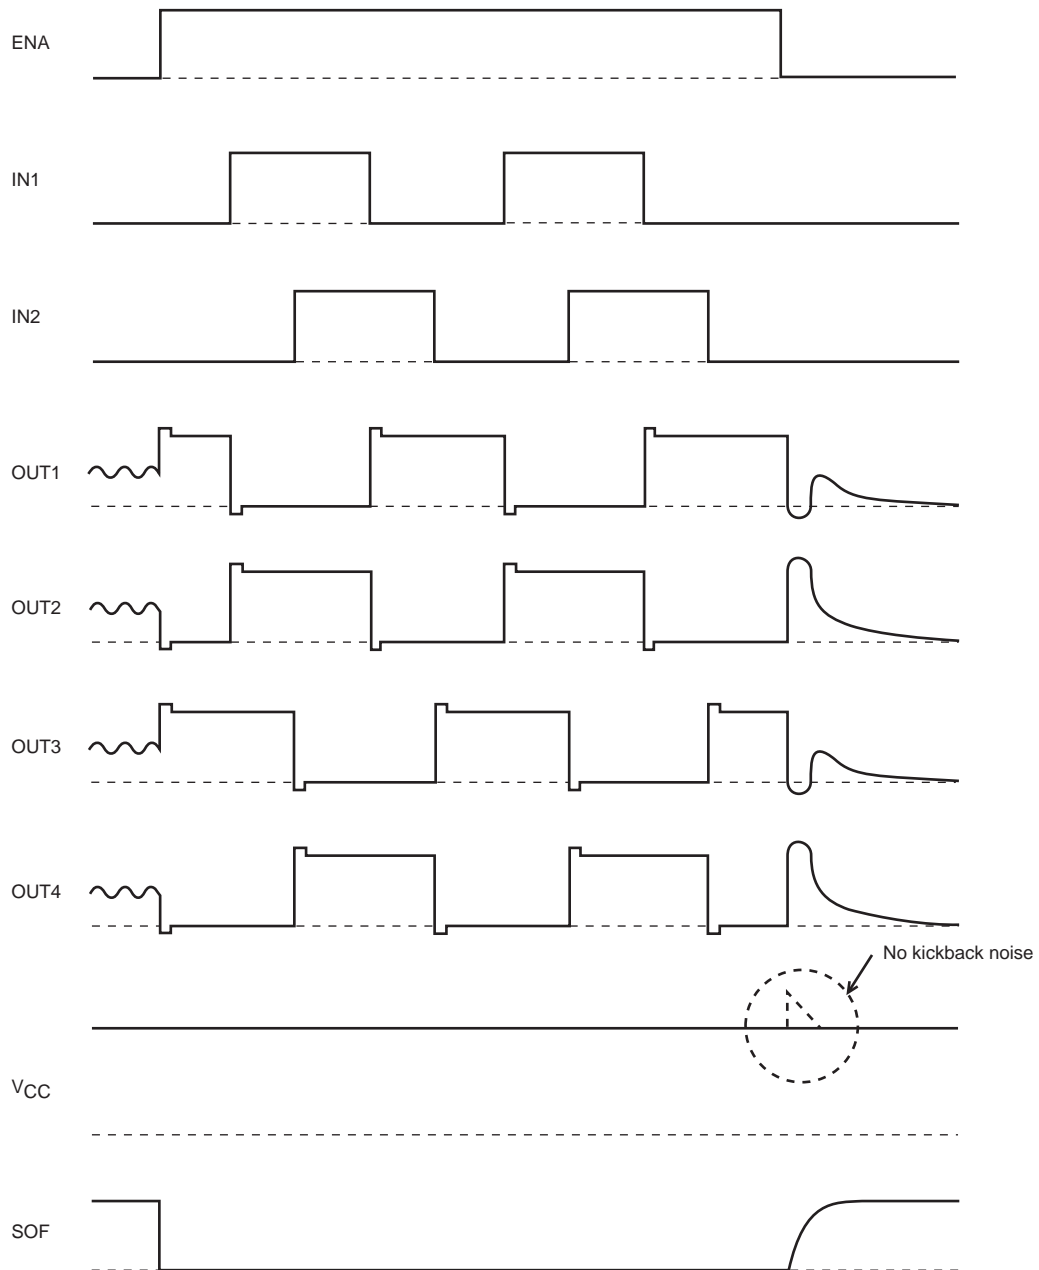 ENA
IN1
IN2
OUT1
OUT2
OUT3
OUT4
No kickback noise
VCC
SOF